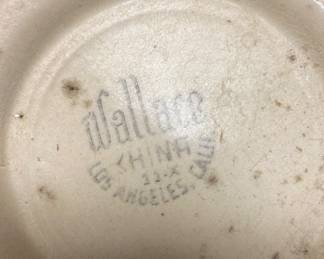 Wallace
CHINA
33-X
LOS ANGELES, CALIF